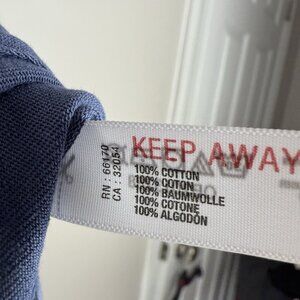 KEEP AWAY
RN : 66170
CA : 32054
100% COTTON
100% COTON
100% BAUMWOLLE
100% COTONE
100% ALGODÓN